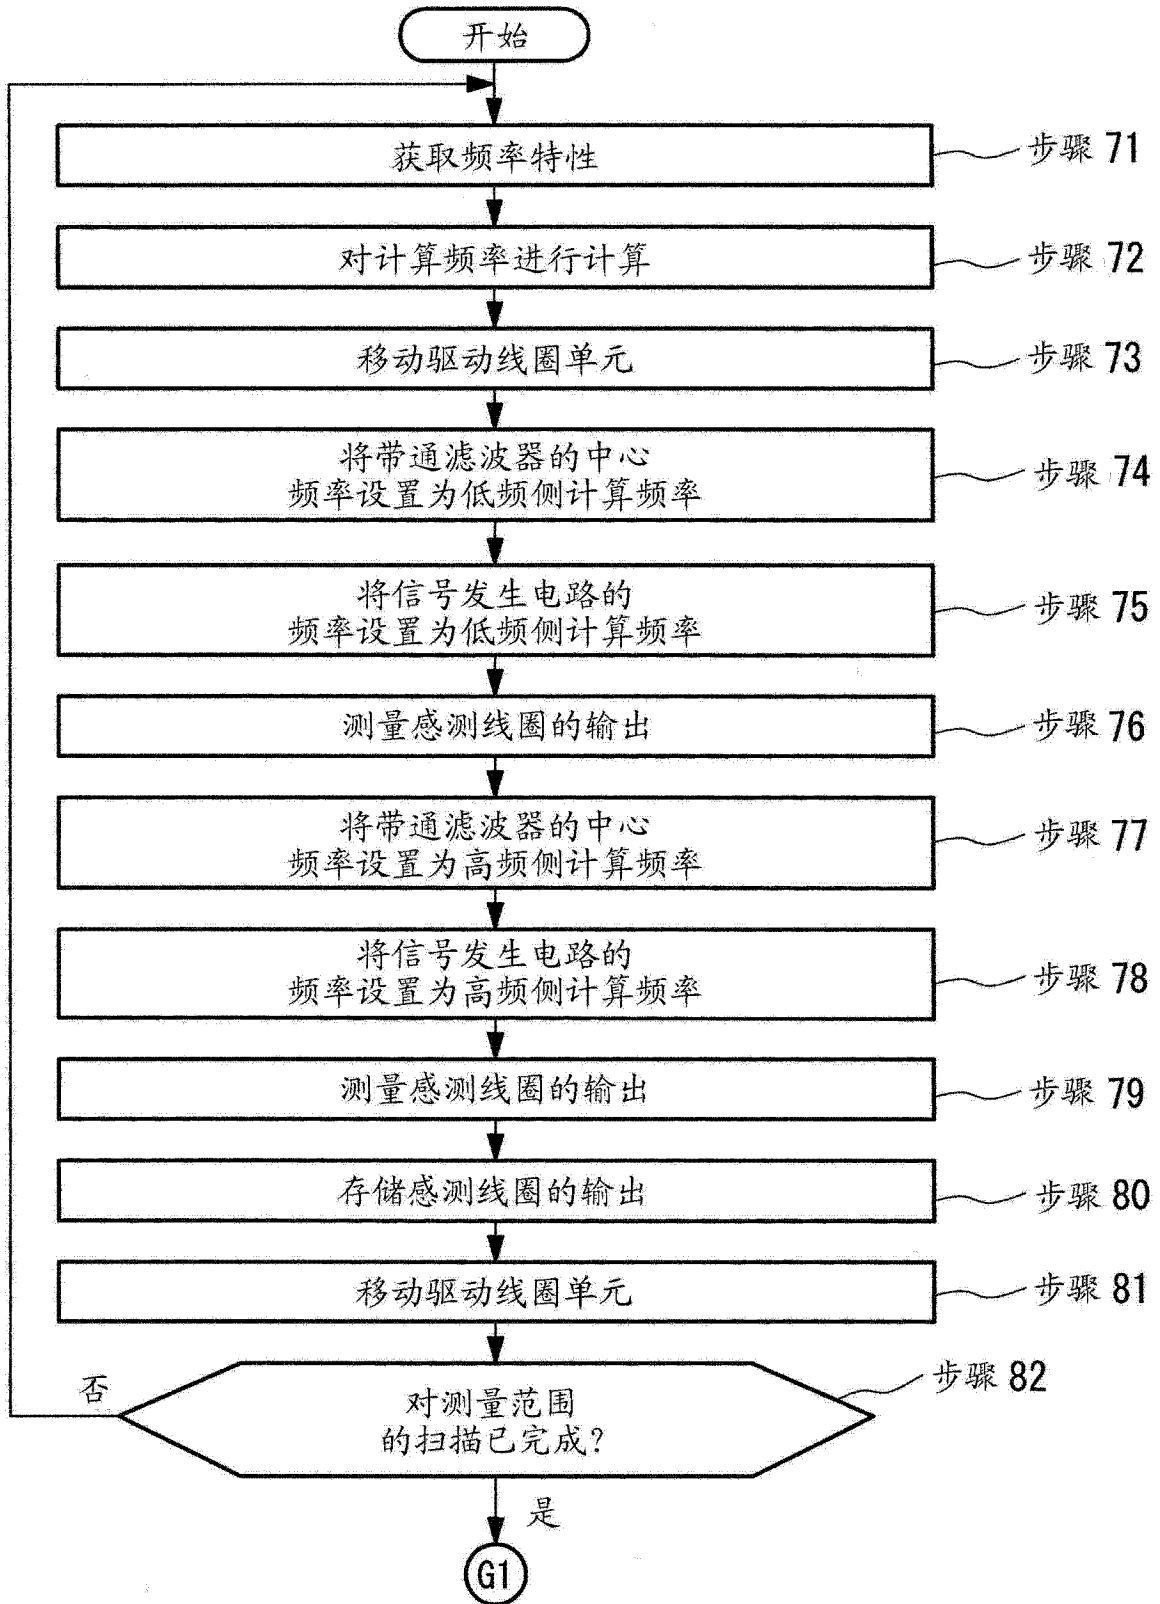 开始
获取频率特性
步骤 71
对计算频率进行计算
步骤 72
移动驱动线圈单元
步骤 73
将带通滤波器的中心
频率设置为低频侧计算频率
步骤 74
将信号发生电路的
频率设置为低频侧计算频率
步骤 75
测量感测线圈的输出
步骤 76
将带通滤波器的中心
频率设置为高频侧计算频率
步骤 77
将信号发生电路的
频率设置为高频侧计算频率
步骤 78
测量感测线圈的输出
步骤 79
存储感测线圈的输出
步骤 80
移动驱动线圈单元
步骤 81
否
对测量范围
的扫描已完成?
步骤 82
是
G1